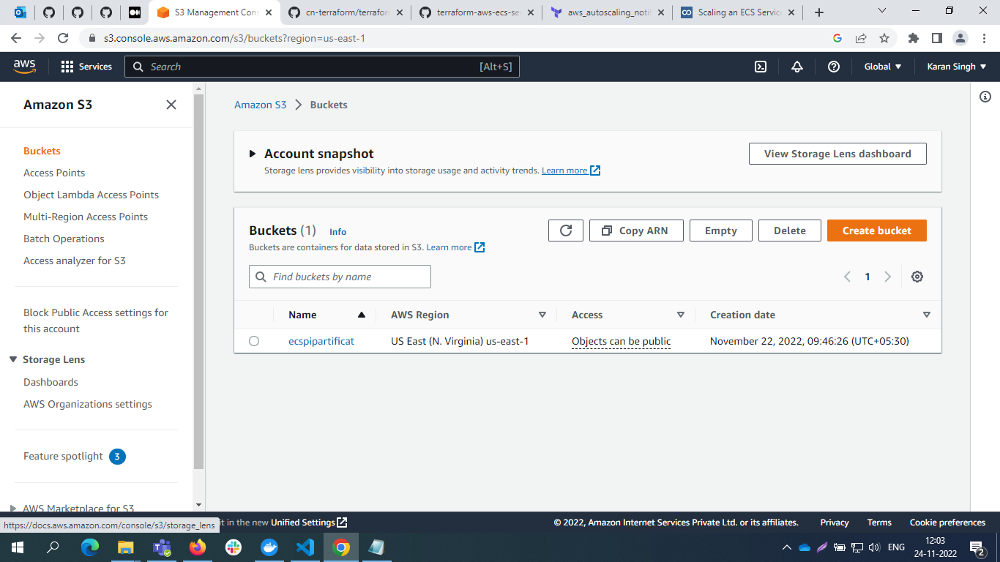 S3 Management Cons
cn-terraform/terraform
terraform-aws-ecs-se
aws_autoscaling_notif
Scaling an ECS Service
s3.console.aws.amazon.com/s3/buckets?region=us-east-1
aws
Services
Search
[Alt+S]
Global
Karan Singh
Amazon S3
Buckets
Access Points
Object Lambda Access Points
Multi-Region Access Points
Batch Operations
Access analyzer for S3
Block Public Access settings for
this account
Storage Lens
Dashboards
AWS Organizations settings
Feature spotlight 3
AWS Marketplace for S3
Amazon S3 Buckets
Account snapshot
View Storage Lens dashboard
Storage lens provides visibility into storage usage and activity trends. Learn more
Buckets (1) Info
Copy ARN
Empty
Delete
Create bucket
Buckets are containers for data stored in S3. Learn more
Find buckets by name
1
Name AWS Region Access Creation date
ecspipartificat US East (N. Virginia) us-east-1 Objects can be public November 22, 2022, 09:46:26 (UTC+05:30)
https://docs.aws.amazon.com/console/s3/storage_lens
in the new Unified Settings
© 2022, Amazon Internet Services Private Ltd. or its affiliates.
Privacy
Terms
Cookie preferences
ENG
12:03
24-11-2022
2